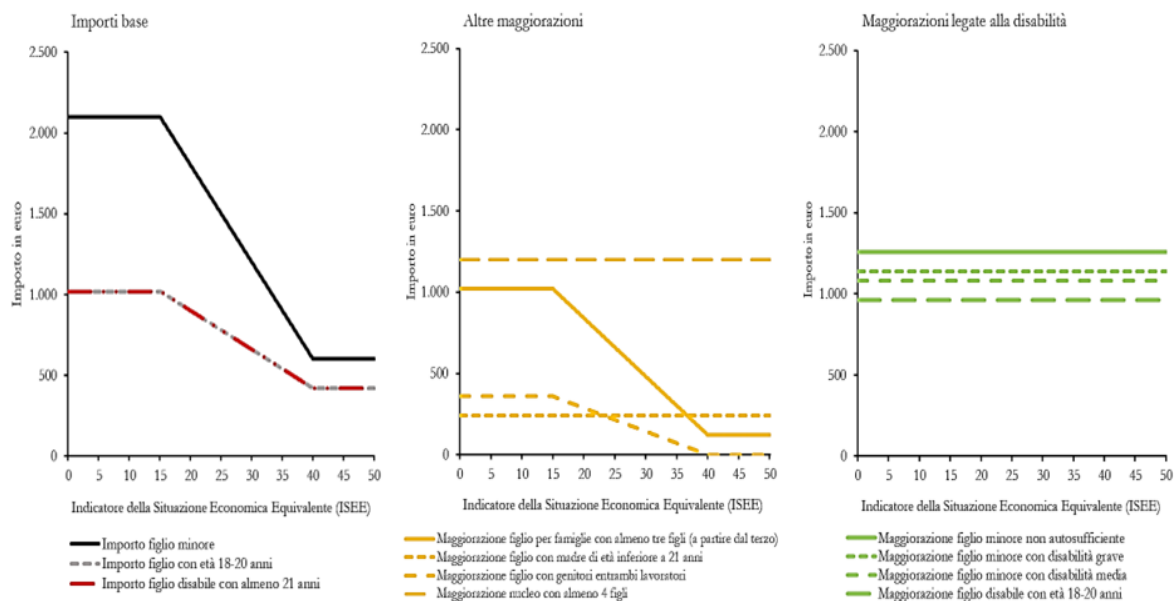 Importi base
2.500
2.000
1.500
1.000
500
0
0 5 10 15 20 25 30 35 40 45 50
Importo in euro
Indicatore della Situazione Economica Equivalente (ISEE)
Importo figlio minore
Importo figlio con età 18-20 anni
Importo figlio disabile con almeno 21 anni
Altre maggiorazioni
2.500
2.000
1.500
1.000
500
0
0 5 10 15 20 25 30 35 40 45 50
Importo in euro
Indicatore della Situazione Economica Equivalente (ISEE)
Maggiorazione figlio per famiglie con almeno tre figli (a partire dal terzo)
Maggiorazione figlio con madre di età inferiore a 21 anni
Maggiorazione figlio con genitori entrambi lavoratori
Maggiorazione nucleo con almeno 4 figli
Maggiorazioni legate alla disabilità
2.500
2.000
1.500
1.000
500
0
0 5 10 15 20 25 30 35 40 45 50
Importo in euro
Indicatore della Situazione Economica Equivalente (ISEE)
Maggiorazione figlio minore non autosufficiente
Maggiorazione figlio minore con disabilità grave
Maggiorazione figlio minore con disabilità media
Maggiorazione figlio disabile con età 18-20 anni